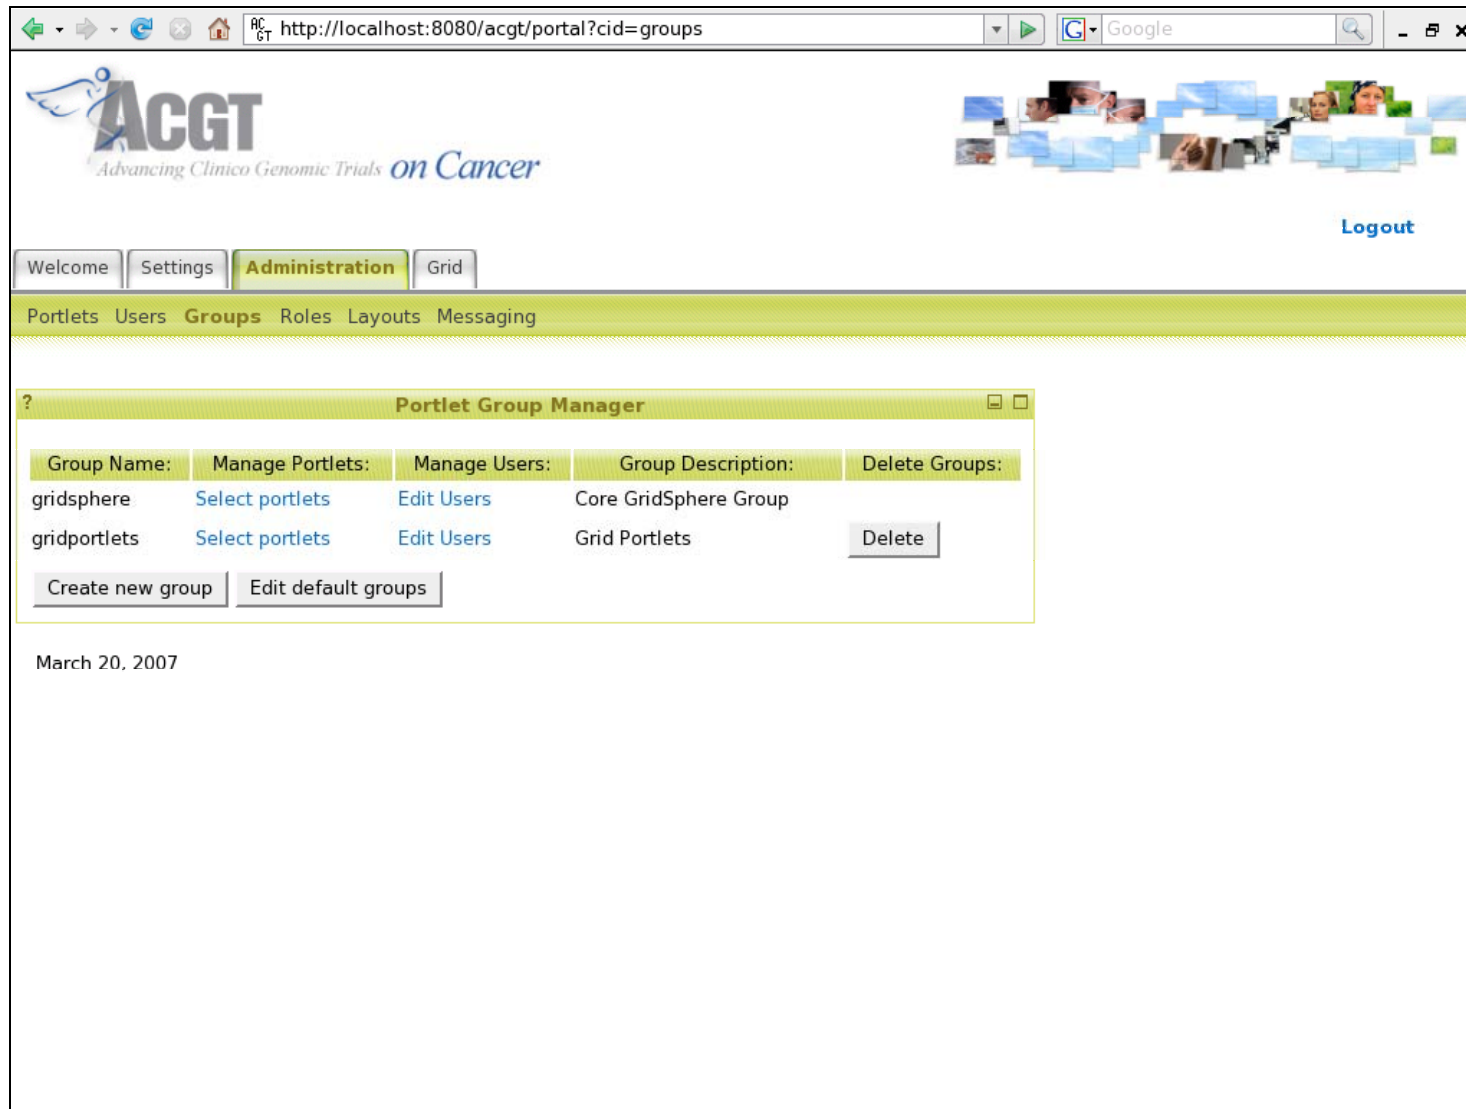 AC
GT http://localhost:8080/acgt/portal?cid=groups G Google
ACGT
Advancing Clinico Genomic Trials on Cancer
Logout
Welcome Settings Administration Grid
Portlets Users Groups Roles Layouts Messaging
? Portlet Group Manager
Group Name: Manage Portlets: Manage Users: Group Description: Delete Groups:
gridsphere Select portlets Edit Users Core GridSphere Group
gridportlets Select portlets Edit Users Grid Portlets Delete
Create new group Edit default groups
March 20, 2007